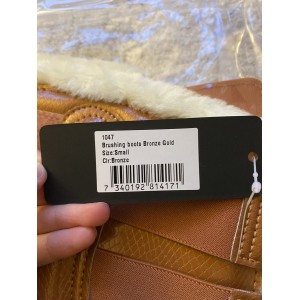 1047
Brushing boots Bronze Gold
Size:Small
Clr:Bronze
7 340192 814171